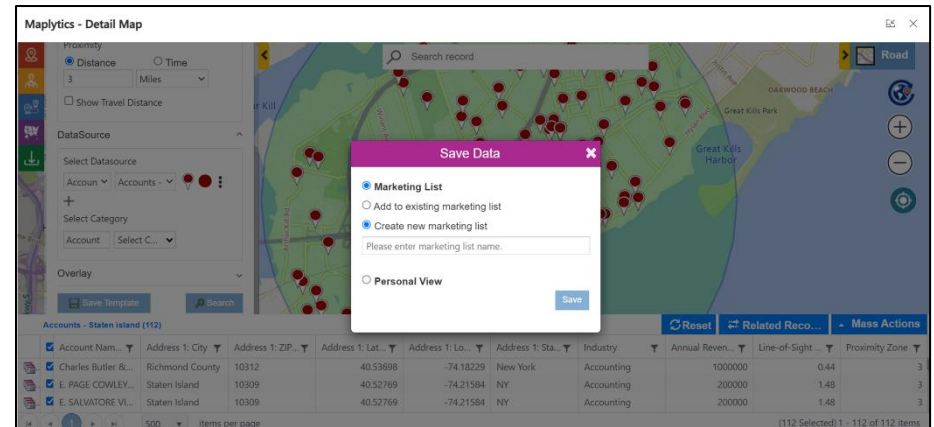 Maplytics - Detail Map
Proximity
Distance Time
3 Miles
Show Travel Distance
DataSource
Select Datasource
Accoun Accounts -
+
Select Category
Account Select C...
Overlay
Save Template Search
Search record
Road
OAKWOOD BEACH
Great Kills Park
Great Kills
Harbor
ur Kill
Arthur Kill Rd
Hylan Blvd
Save Data
Marketing List
Add to existing marketing list
Create new marketing list
Please enter marketing list name.
Personal View
Save
Accounts - Staten island (112) Reset Related Reco... Mass Actions
Account Nam... Address 1: City Address 1: ZIP... Address 1: Lat... Address 1: Lo... Address 1: Sta... Industry Annual Reven... Line-of-Sight ... Proximity Zone
Charles Butler &... Richmond County 10312 40.53698 -74.18229 New York Accounting 1000000 0.44 3
E. PAGE COWLEY... Staten Island 10309 40.52769 -74.21584 NY Accounting 200000 1.48 3
E. SALVATORE VI... Staten Island 10309 40.52769 -74.21584 NY Accounting 200000 1.48 3
1 500 items per page (112 Selected) 1 - 112 of 112 items